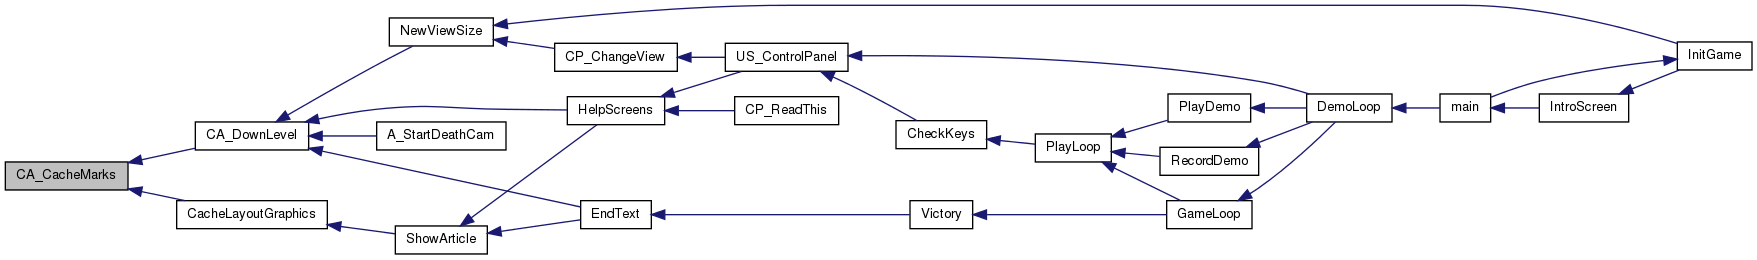 NewViewSize
CP_ChangeView
US_ControlPanel
InitGame
HelpScreens
CP_ReadThis
PlayDemo
DemoLoop
main
IntroScreen
CA_DownLevel
A_StartDeathCam
CheckKeys
PlayLoop
RecordDemo
CA_CacheMarks
CacheLayoutGraphics
EndText
Victory
GameLoop
ShowArticle